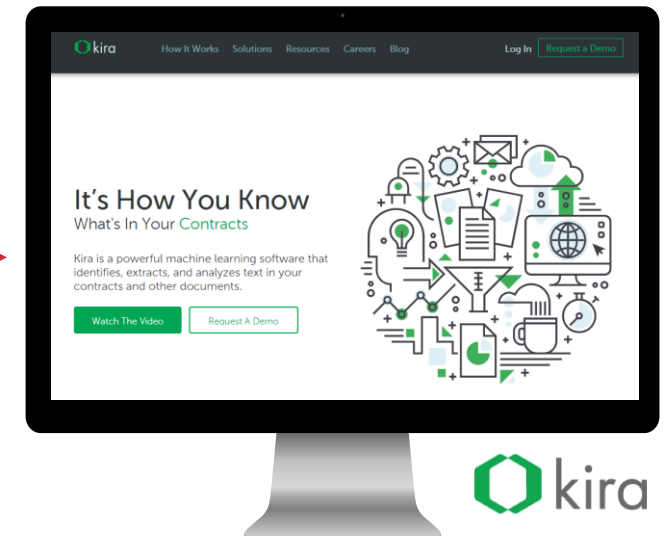 kira How It Works Solutions Resources Careers Blog Log In Request a Demo
It's How You Know
What's In Your Contracts
Kira is a powerful machine learning software that
identifies, extracts, and analyzes text in your
contracts and other documents.
Watch The Video Request A Demo
kira